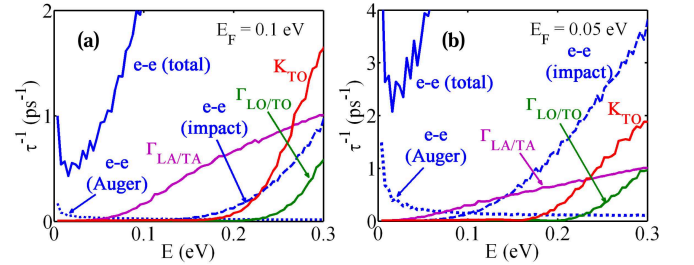 τ⁻¹ (ps⁻¹)
2
1
0
(a)
E_F = 0.1 eV
e-e (total)
K_TO
Γ_LO/TO
e-e
(impact)
Γ_LA/TA
e-e
(Auger)
0.1
0.2
0.3
E (eV)
4
3
2
1
0
(b)
E_F = 0.05 eV
e-e
(impact)
e-e (total)
K_TO
Γ_LO/TO
e-e
(Auger)
Γ_LA/TA
0.1
0.2
0.3
E (eV)